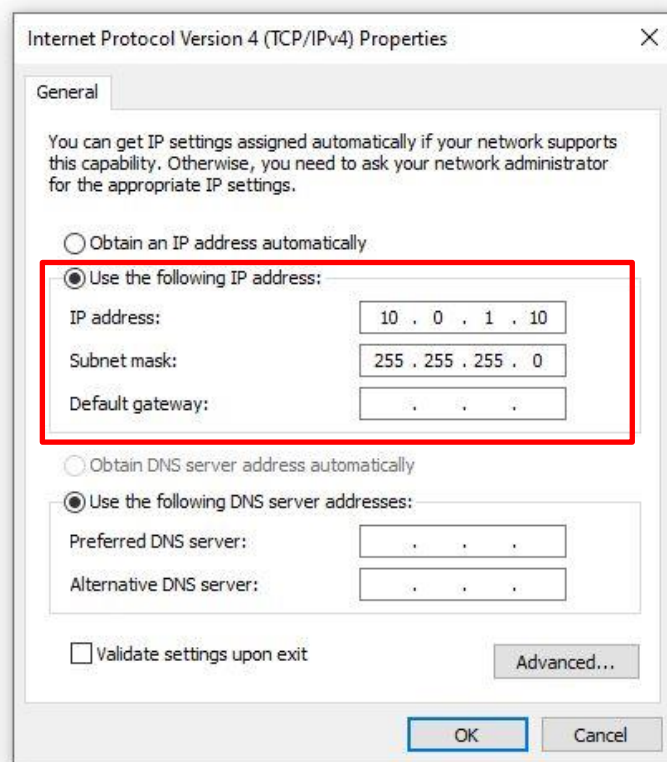 Internet Protocol Version 4 (TCP/IPv4) Properties
General
You can get IP settings assigned automatically if your network supports
this capability. Otherwise, you need to ask your network administrator
for the appropriate IP settings.
Obtain an IP address automatically
Use the following IP address:
IP address: 10 . 0 . 1 . 10
Subnet mask: 255 . 255 . 255 . 0
Default gateway: . . .
Obtain DNS server address automatically
Use the following DNS server addresses:
Preferred DNS server: . . .
Alternative DNS server: . . .
Validate settings upon exit
Advanced...
OK Cancel